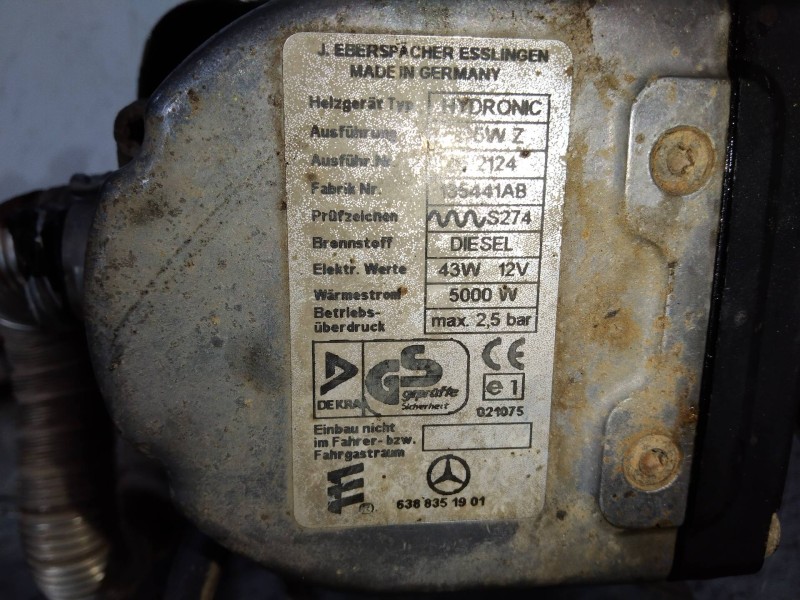 J. EBERSPÄCHER ESSLINGEN
MADE IN GERMANY
Heizgerät Typ HYDRONIC
Ausführung 5W Z
Ausführ.Nr. 2124
Fabrik Nr. 135441AB
Prüfzeichen S274
Brennstoff DIESEL
Elektr. Werte 43W 12V
Wärmestrom 5000 W
Betriebs-
überdruck max. 2,5 bar
DEKRA GS geprüfte Sicherheit CE
e1
021075
Einbau nicht
im Fahrer- bzw.
Fahrgastraum
638 835 19 01